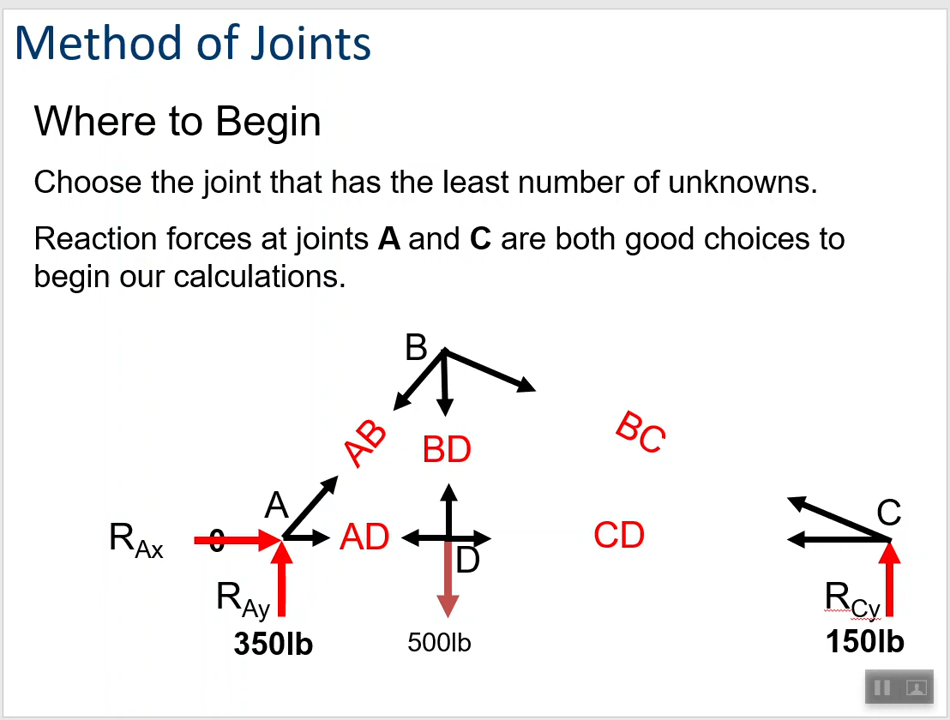 Method of Joints
Where to Begin
Choose the joint that has the least number of unknowns.
Reaction forces at joints A and C are both good choices to
begin our calculations.
B
AB
BD
BC
A
C
RAx
0
AD
D
CD
RAy
RCy
350lb
500lb
150lb